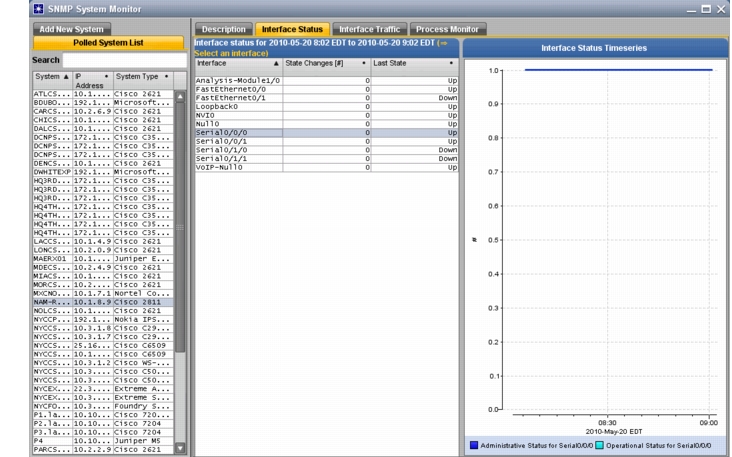 SNMP System Monitor
Add New System
Polled System List
Search
System ▲ IP Address • System Type •
ATLCS... 10.1.... Cisco 2621
BDUBO... 192.1... Microsoft...
CARCS... 10.2.6.9 Cisco 2621
CHICS... 10.1.... Cisco 2621
DALCS... 10.1.... Cisco 2621
DCNPS... 172.1... Cisco C35...
DCNPS... 172.1... Cisco C35...
DCNPS... 172.1... Cisco C35...
DENCS... 10.1.... Cisco 2621
DWHITEXP 192.1... Microsoft...
HQ3RD... 172.1... Cisco C35...
HQ3RD... 172.1... Cisco C35...
HQ3RD... 172.1... Cisco C35...
HQ4TH... 172.1... Cisco C35...
HQ4TH... 172.1... Cisco C35...
HQ4TH... 172.1... Cisco C35...
HQ4TH... 172.1... Cisco C35...
LACCS... 10.1.4.9 Cisco 2621
LONCS... 10.2.0.9 Cisco 2621
MAERX01 10.1.... Juniper E...
MDECS... 10.2.4.9 Cisco 2621
MIACS... 10.1.... Cisco 2621
MORCS... 10.2.... Cisco 2621
MXCNO... 10.1.7.1 Nortel Co...
NAM-R... 10.1.8.9 Cisco 2811
NOLCS... 10.1.... Cisco 2621
NYCCP... 192.1... Nokia IPS...
NYCCS... 10.3.1.8 Cisco C29...
NYCCS... 10.3.1.7 Cisco C29...
NYCCS... 25.16... Cisco C6509
NYCCS... 10.1.... Cisco C6509
NYCCS... 10.3.1.2 Cisco WS-...
NYCCS... 10.3.... Cisco C50...
NYCCS... 10.3.... Cisco C50...
NYCEX... 22.3.... Extreme A...
NYCEX... 10.3.... Extreme S...
NYCFO... 10.3.... Foundry S...
P1.la... 10.10... Cisco 720...
P2.la... 10.10... Cisco 7204
P3.la... 10.10... Cisco 7204
P4 10.10... Juniper M5
PARCS... 10.2.2.9 Cisco 2621
Description Interface Status Interface Traffic Process Monitor
Interface status for 2010-05-20 8:02 EDT to 2010-05-20 9:02 EDT (⇒
Select an interface)
Interface ▲ State Changes [#] • Last State •
Analysis-Module1/0 0 Up
FastEthernet0/0 0 Up
FastEthernet0/1 0 Down
Loopback0 0 Up
NVI0 0 Up
Null0 0 Up
Serial0/0/0 0 Up
Serial0/0/1 0 Up
Serial0/1/0 0 Down
Serial0/1/1 0 Down
VoIP-Null0 0 Up
Interface Status Timeseries
1.0
0.9
0.8
0.7
0.6
0.5
0.4
0.3
0.2
0.1
0.0
#
08:30 09:00
2010-May-20 EDT
Administrative Status for Serial0/0/0 Operational Status for Serial0/0/0